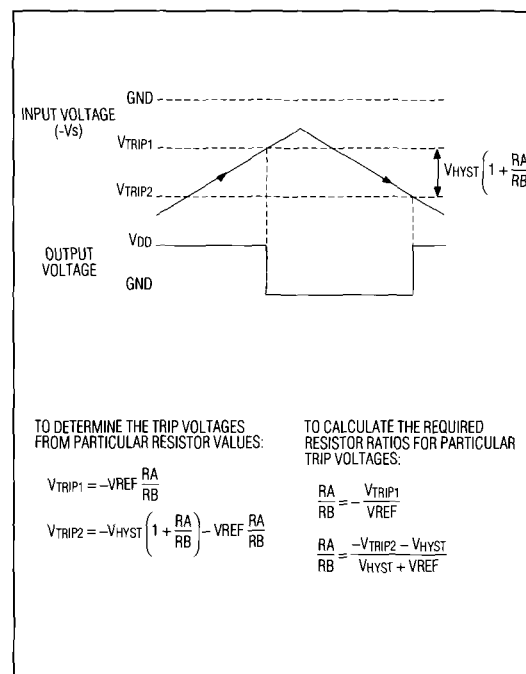 GND
INPUT VOLTAGE
(-Vs)
VTRIP1
VTRIP2
VHYST(1 + RA/RB
VDD
OUTPUT
VOLTAGE
GND
TO DETERMINE THE TRIP VOLTAGES
FROM PARTICULAR RESISTOR VALUES:
VTRIP1 = -VREF RA/RB
VTRIP2 = -VHYST(1 + RA/RB) - VREF RA/RB
TO CALCULATE THE REQUIRED
RESISTOR RATIOS FOR PARTICULAR
TRIP VOLTAGES:
RA/RB = - VTRIP1/VREF
RA/RB = -VTRIP2 - VHYST/VHYST + VREF